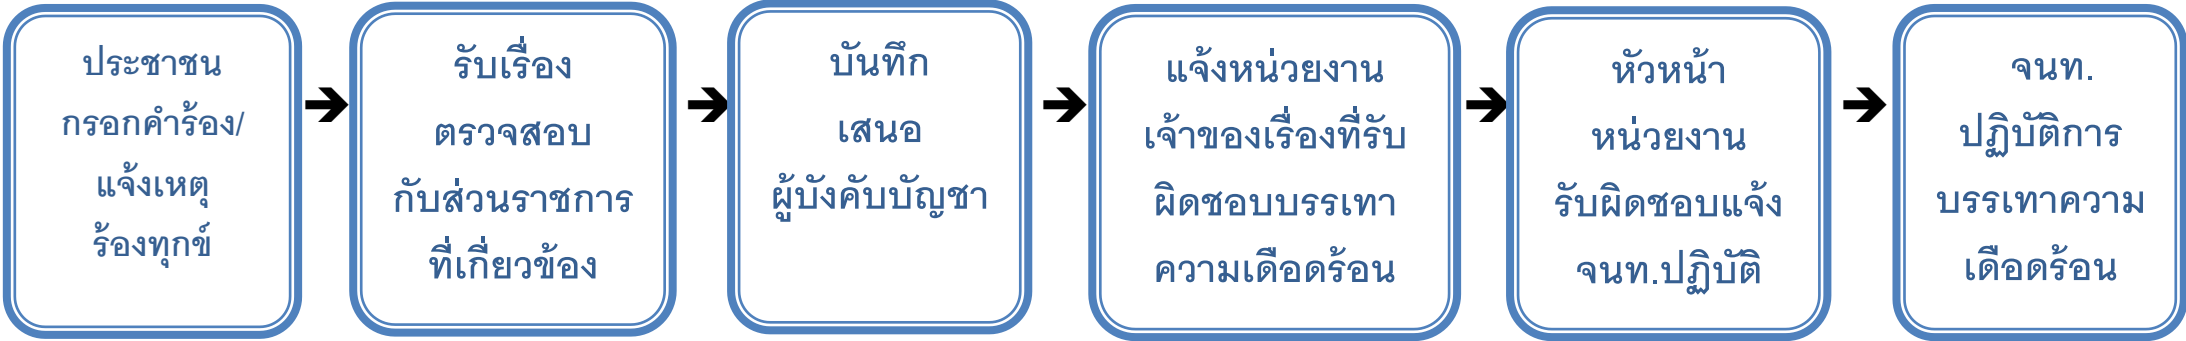 ประชาชน
กรอกคำร้อง/
แจ้งเหตุ
ร้องทุกข์
รับเรื่อง
ตรวจสอบ
กับส่วนราชการ
ที่เกี่ยวข้อง
บันทึก
เสนอ
ผู้บังคับบัญชา
แจ้งหน่วยงาน
เจ้าของเรื่องที่รับ
ผิดชอบบรรเทา
ความเดือดร้อน
หัวหน้า
หน่วยงาน
รับผิดชอบแจ้ง
จนท.ปฏิบัติ
จนท.
ปฏิบัติการ
บรรเทาความ
เดือดร้อน